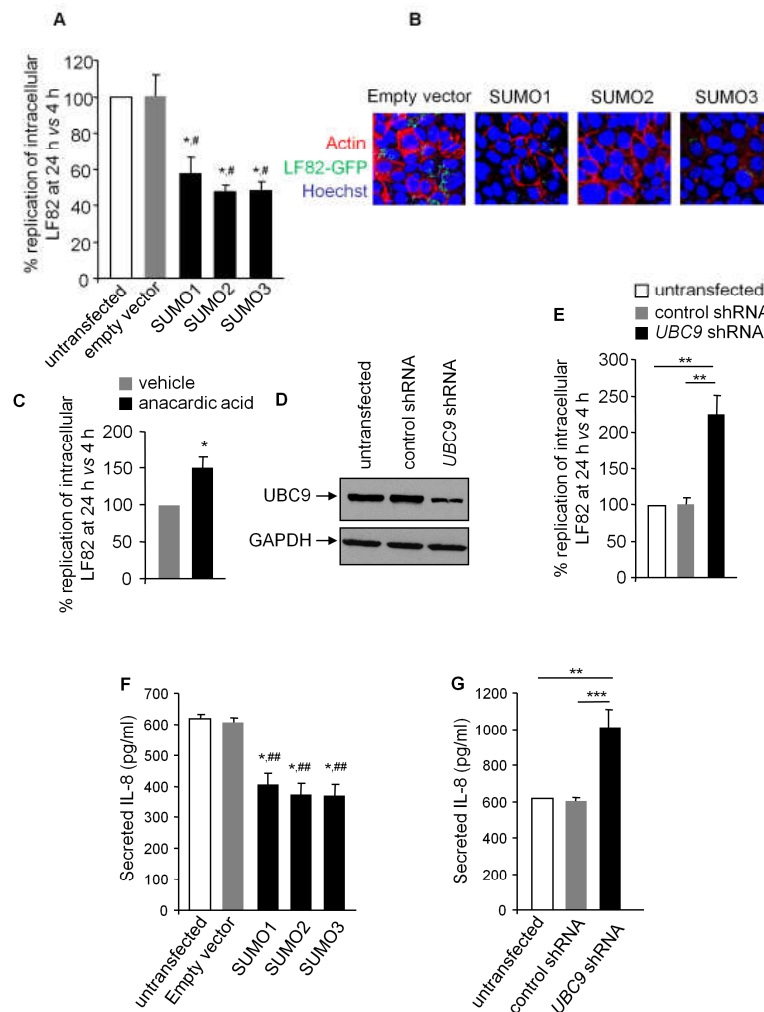 A
% replication of intracellular
LF82 at 24 h vs 4 h
120
100
80
60
40
20
0
*,#
*,#
*,#
untransfected
empty vector
SUMO1
SUMO2
SUMO3
B
Empty vector
SUMO1
SUMO2
SUMO3
Actin
LF82-GFP
Hoechst
C
vehicle
anacardic acid
% replication of intracellular
LF82 at 24 h vs 4 h
200
150
100
50
0
*
D
untransfected
control shRNA
UBC9 shRNA
UBC9
GAPDH
E
untransfected
control shRNA
UBC9 shRNA
% replication of intracellular
LF82 at 24 h vs 4 h
300
250
200
150
100
50
0
**
**
F
Secreted IL-8 (pg/ml)
700
600
500
400
300
200
100
0
*,##
*,##
*,##
untransfected
Empty vector
SUMO1
SUMO2
SUMO3
G
Secreted IL-8 (pg/ml)
1200
1000
800
600
400
200
0
**
***
untransfected
control shRNA
UBC9 shRNA